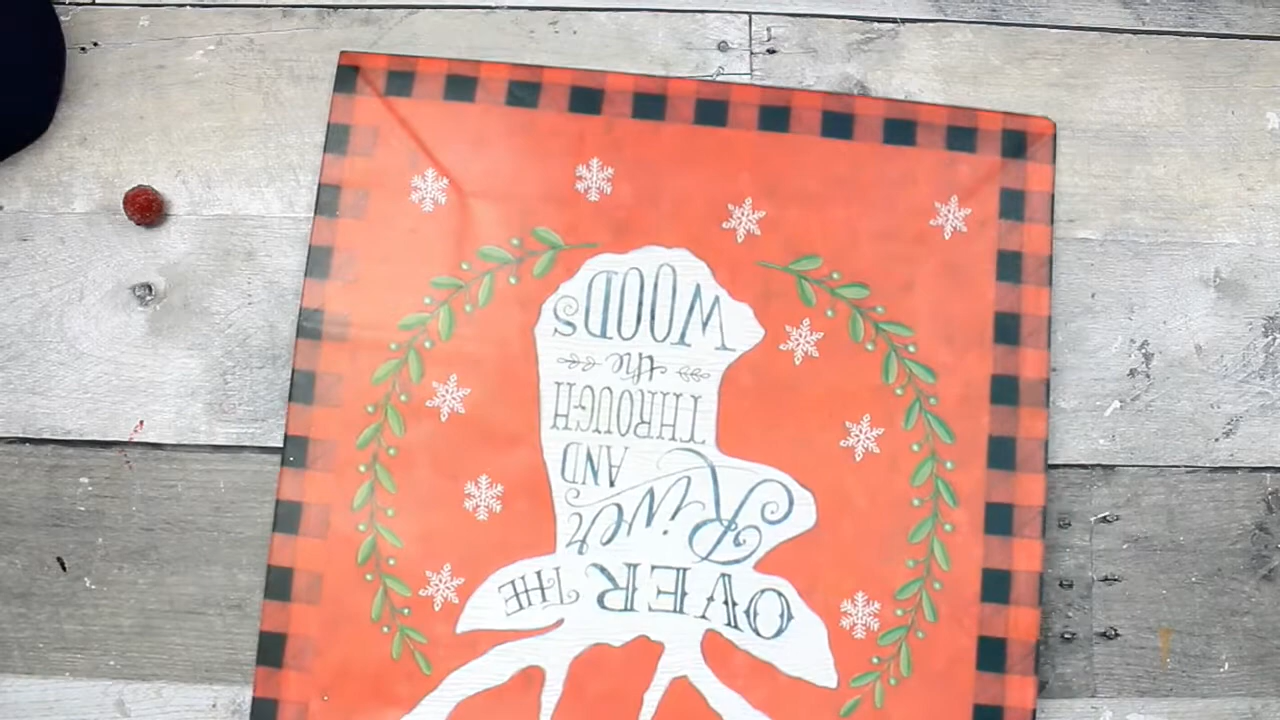 OVER THE
River
AND
THROUGH
the
WOODS